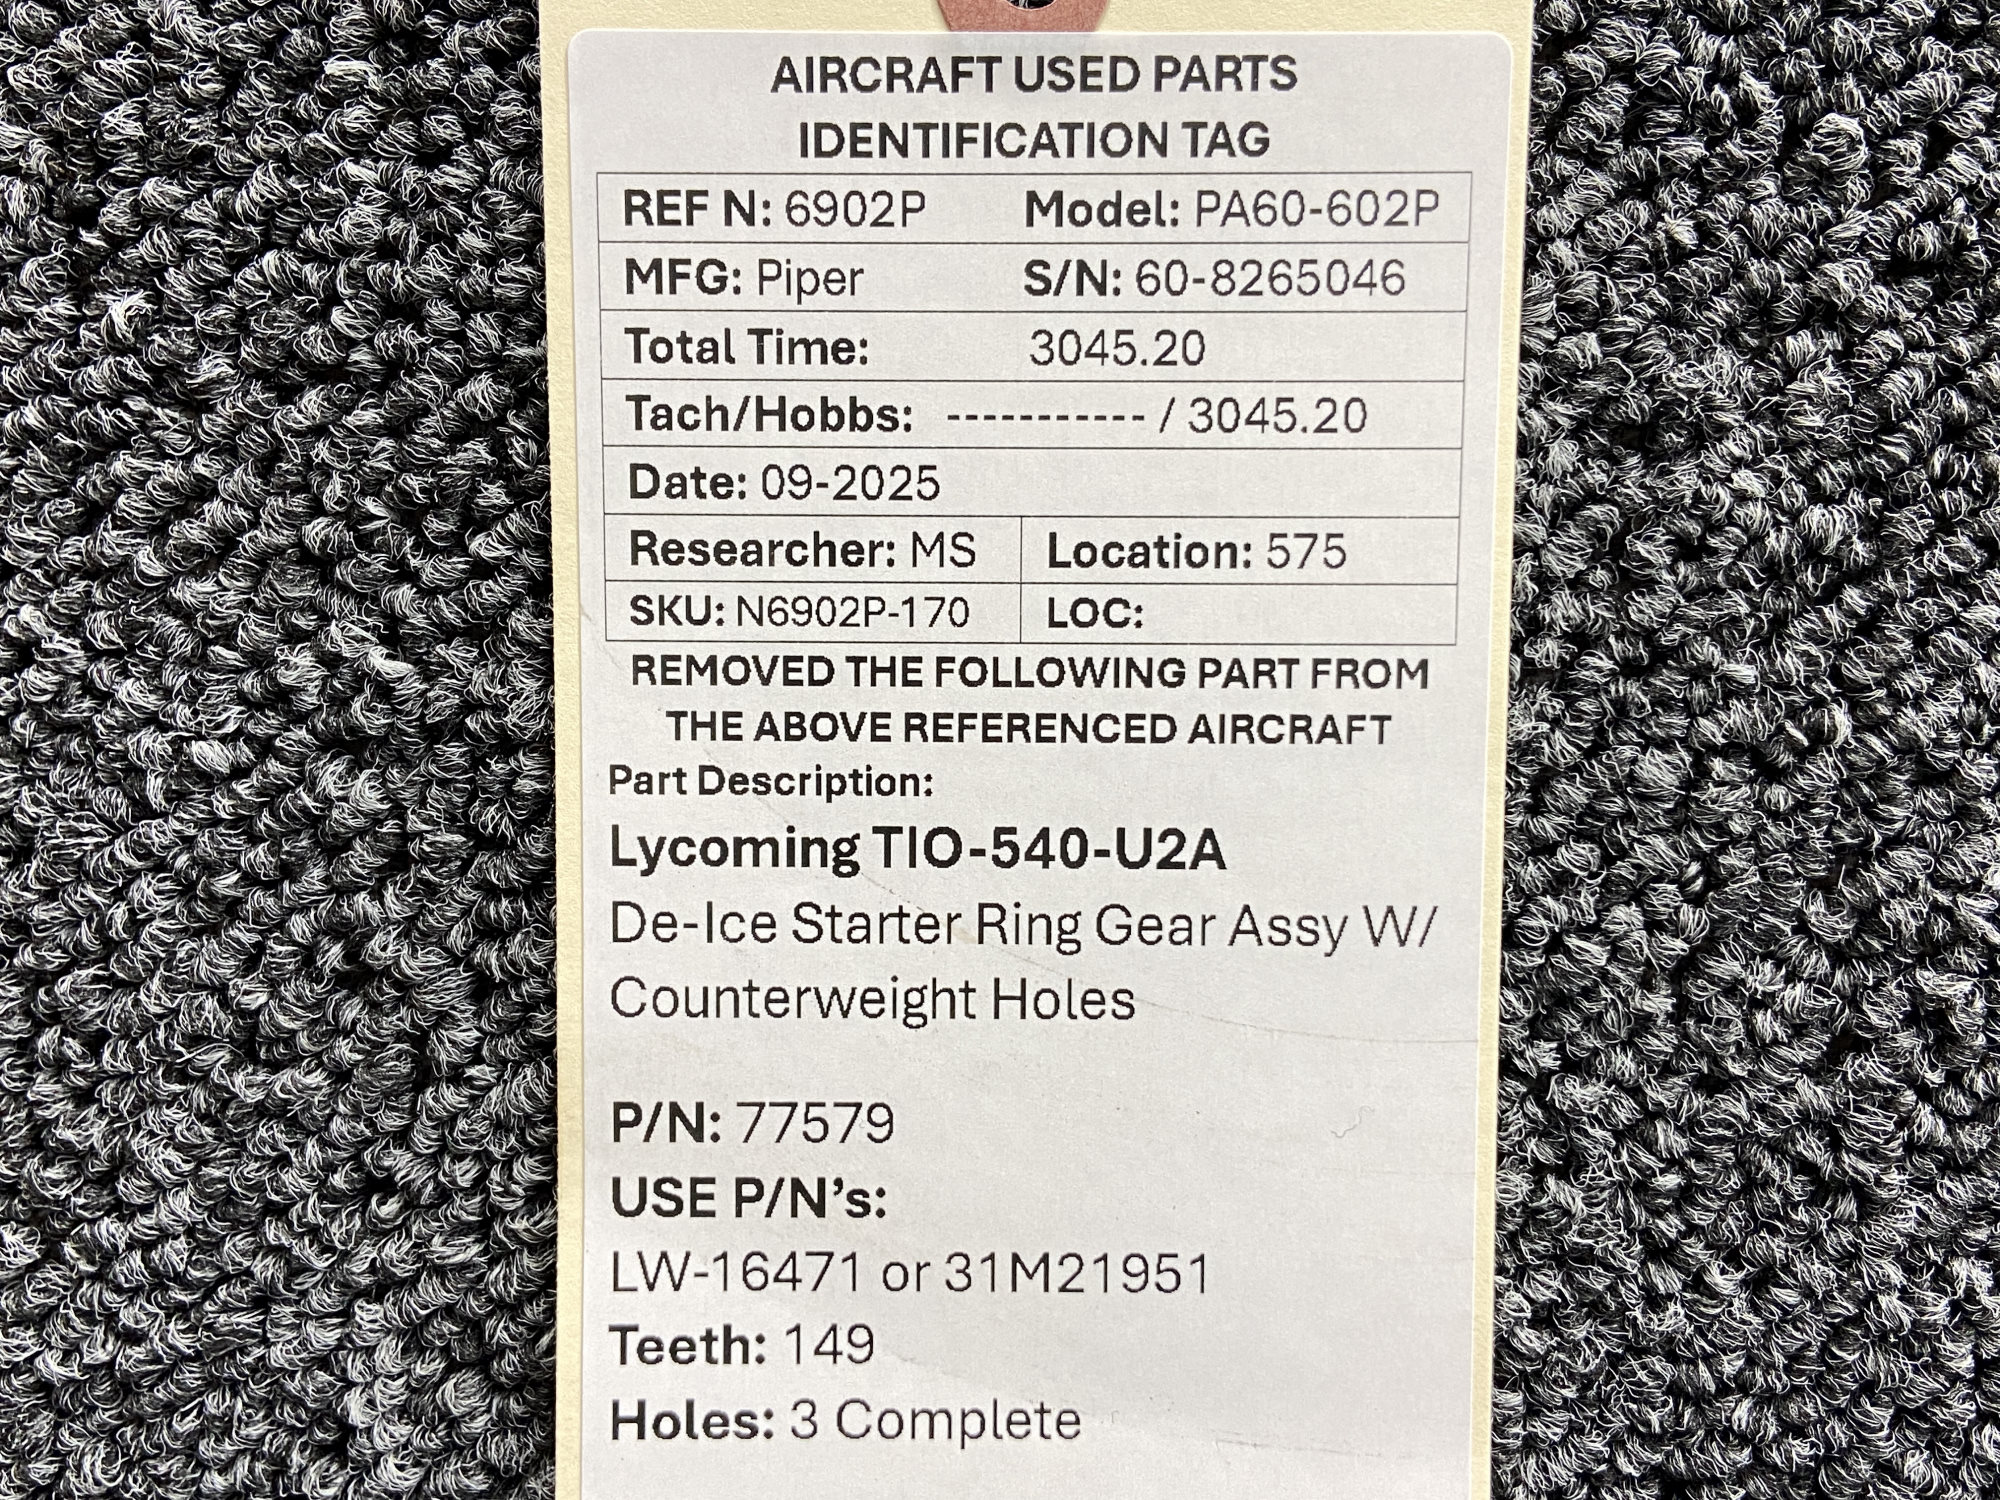 AIRCRAFT USED PARTS
IDENTIFICATION TAG
REF N: 6902P Model: PA60-602P
MFG: Piper S/N: 60-8265046
Total Time: 3045.20
Tach/Hobbs: ----------- / 3045.20
Date: 09-2025
Researcher: MS Location: 575
SKU: N6902P-170 LOC:
REMOVED THE FOLLOWING PART FROM
THE ABOVE REFERENCED AIRCRAFT
Part Description:
Lycoming TIO-540-U2A
De-Ice Starter Ring Gear Assy W/
Counterweight Holes
P/N: 77579
USE P/N’s:
LW-16471 or 31M21951
Teeth: 149
Holes: 3 Complete